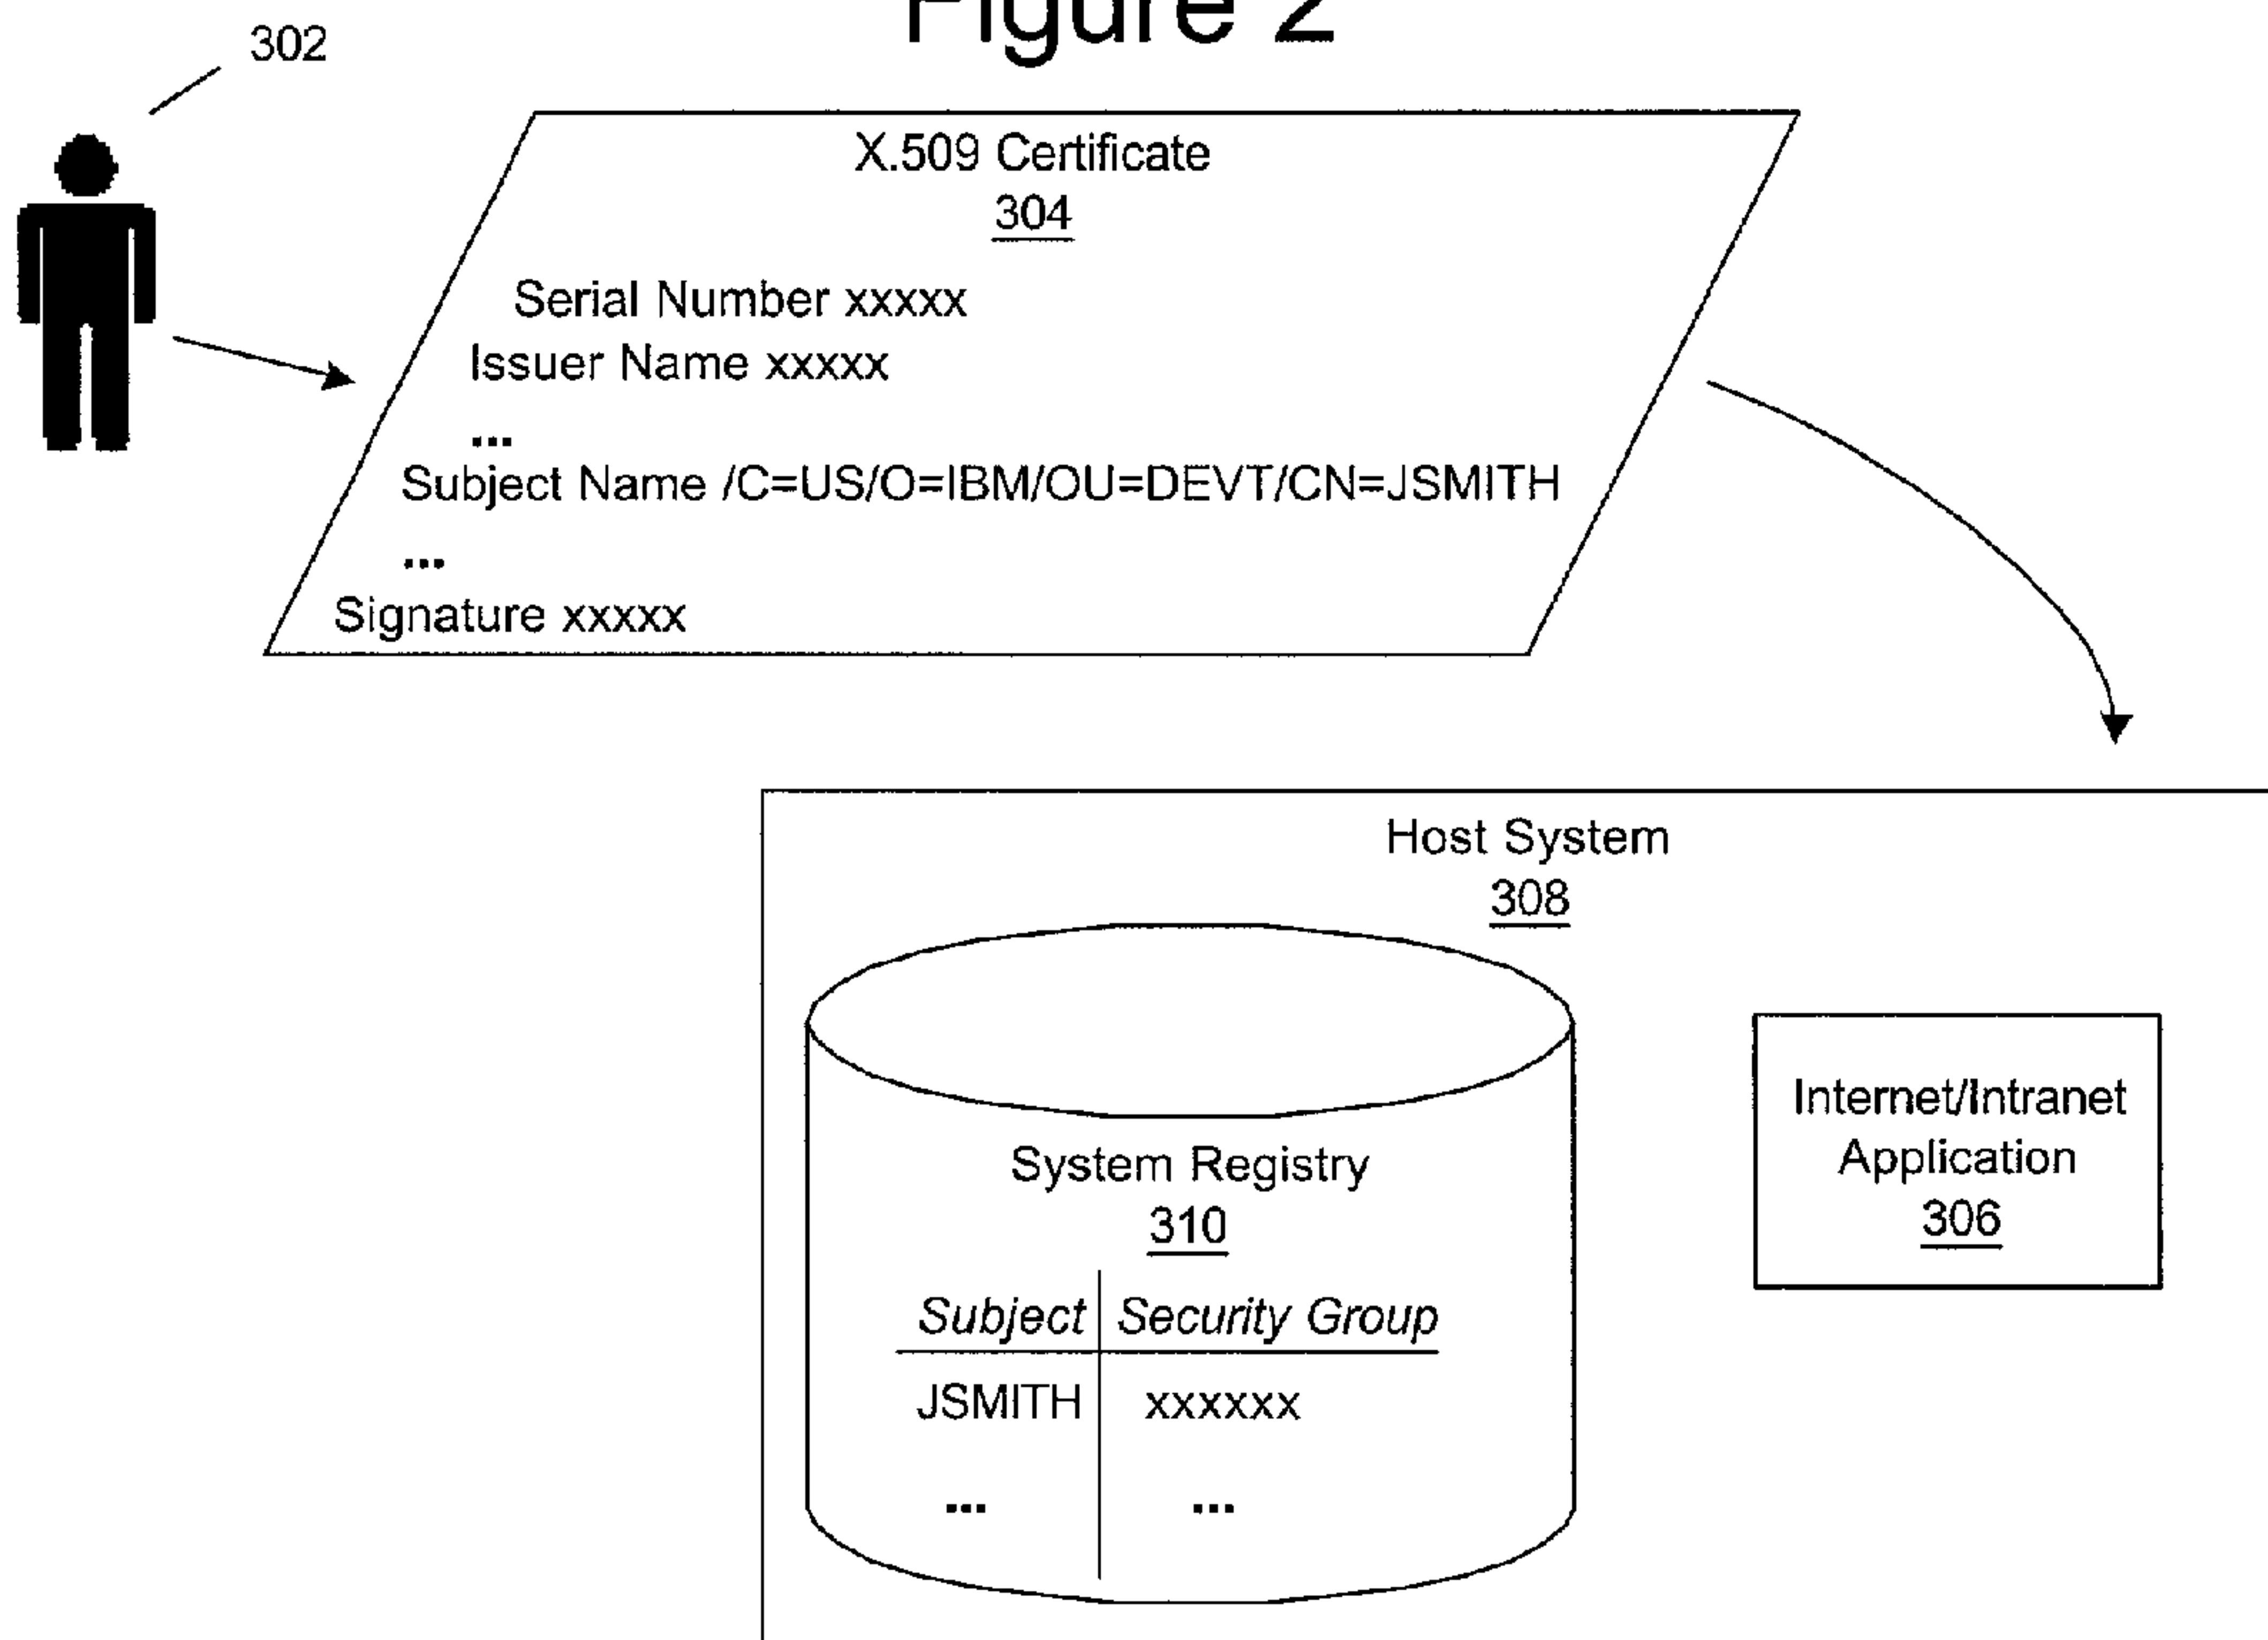 Figure 2
302
X.509 Certificate
304
Serial Number xxxxx
Issuer Name xxxxx
...
Subject Name /C=US/O=IBM/OU=DEVT/CN=JSMITH
...
Signature xxxxx
Host System
308
System Registry
310
Subject Security Group
JSMITH xxxxxx
... ...
Internet/Intranet
Application
306